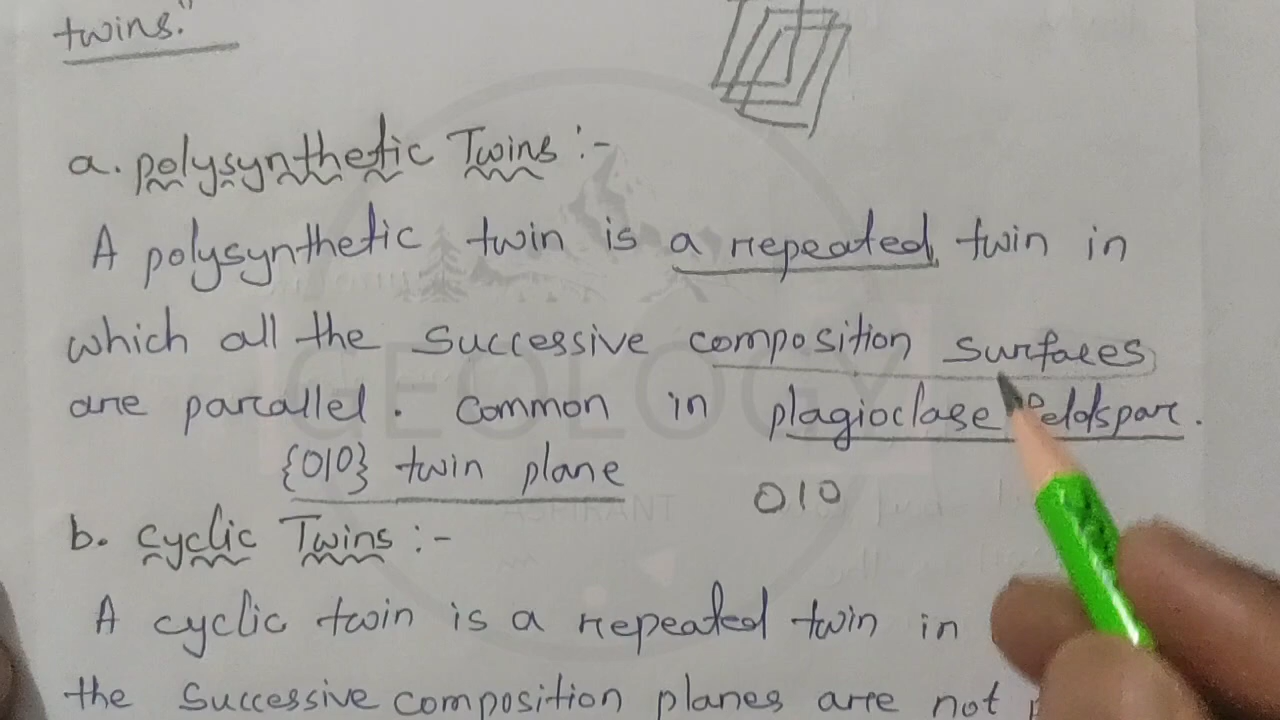 twins."
a. polysynthetic Twins :-
A polysynthetic twin is a repeated twin in
which all the successive composition surfaces
are parallel. Common in plagioclase feldspar.
{010} twin plane
010
b. Cyclic Twins :-
A cyclic twin is a repeated twin in
the successive composition planes are not
GEOLOGY
ASPIRANT